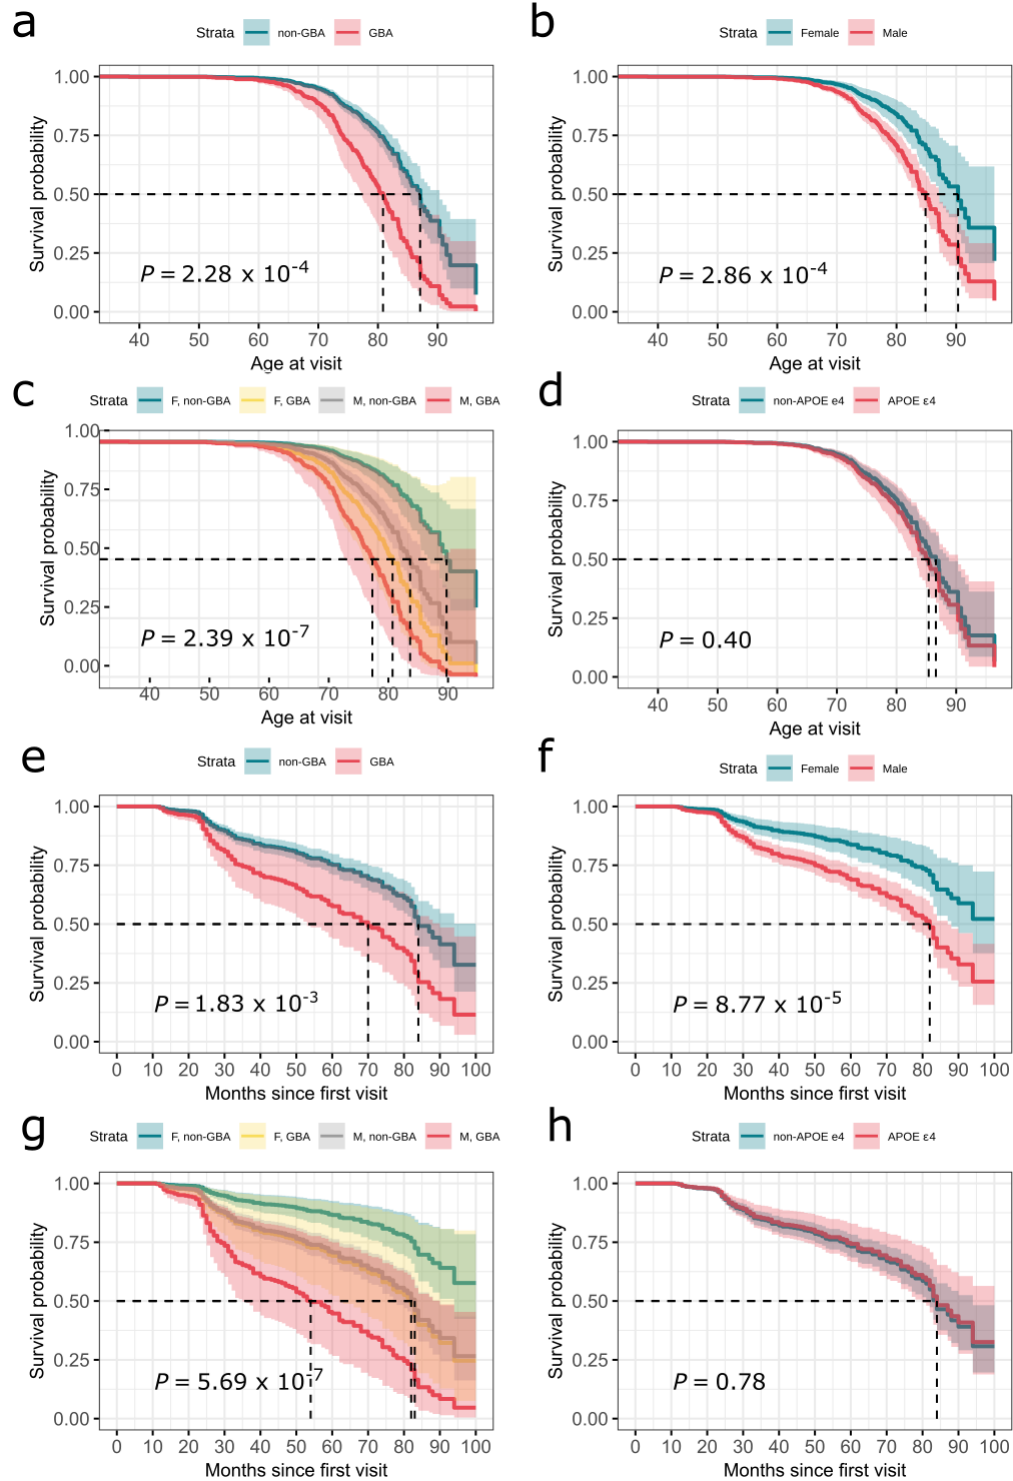 a
Strata non-GBA GBA
1.00
0.75
0.50
0.25
0.00
Survival probability
P = 2.28 x 10-4
40 50 60 70 80 90
Age at visit
b
Strata Female Male
1.00
0.75
0.50
0.25
0.00
Survival probability
P = 2.86 x 10-4
40 50 60 70 80 90
Age at visit
c
Strata F, non-GBA F, GBA M, non-GBA M, GBA
1.00
0.75
0.50
0.25
0.00
Survival probability
P = 2.39 x 10-7
40 50 60 70 80 90
Age at visit
d
Strata non-APOE e4 APOE ε4
1.00
0.75
0.50
0.25
0.00
Survival probability
P = 0.40
40 50 60 70 80 90
Age at visit
e
Strata non-GBA GBA
1.00
0.75
0.50
0.25
0.00
Survival probability
P = 1.83 x 10-3
0 10 20 30 40 50 60 70 80 90 100
Months since first visit
f
Strata Female Male
1.00
0.75
0.50
0.25
0.00
Survival probability
P = 8.77 x 10-5
0 10 20 30 40 50 60 70 80 90 100
Months since first visit
g
Strata F, non-GBA F, GBA M, non-GBA M, GBA
1.00
0.75
0.50
0.25
0.00
Survival probability
P = 5.69 x 10-7
0 10 20 30 40 50 60 70 80 90 100
Months since first visit
h
Strata non-APOE e4 APOE ε4
1.00
0.75
0.50
0.25
0.00
Survival probability
P = 0.78
0 10 20 30 40 50 60 70 80 90 100
Months since first visit